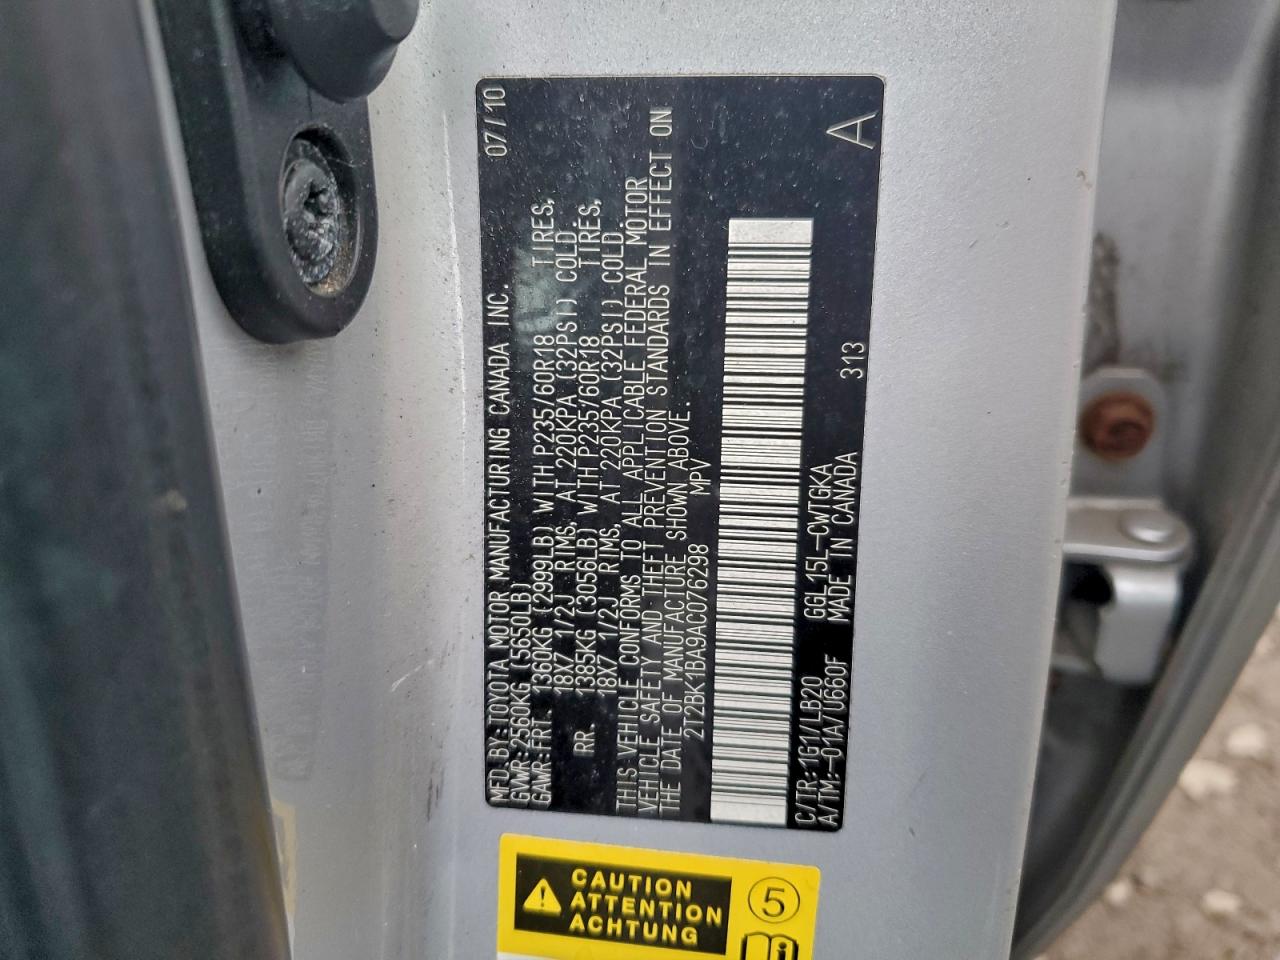 MFD.BY:TOYOTA MOTOR MANUFACTURING CANADA INC. 07/10
GVWR:2560KG (5650LB)
GAWR:FRT. 1360KG (2999LB) WITH P235/60R18 TIRES,
18X7 1/2J RIMS, AT 220KPA (32PSI) COLD
RR. 1385KG (3056LB) WITH P235/60R18 TIRES,
18X7 1/2J RIMS, AT 220KPA (32PSI) COLD.
THIS VEHICLE CONFORMS TO ALL APPLICABLE FEDERAL MOTOR
VEHICLE SAFETY AND THEFT PREVENTION STANDARDS IN EFFECT ON
THE DATE OF MANUFACTURE SHOWN ABOVE.
2T2BK1BA9AC076298 MPV
C/TR:1G1/LB20 GGL15L-CWTGKA 313 A
A/TM:-01A/U660F MADE IN CANADA
CAUTION
ATTENTION
ACHTUNG
5